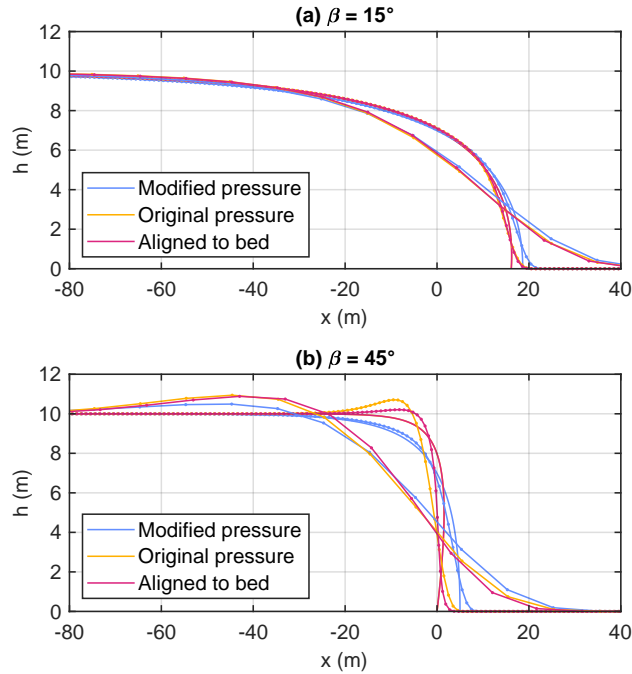 (a) β = 15°
12
10
8
6
4
2
0
h (m)
Modified pressure
Original pressure
Aligned to bed
-80 -60 -40 -20 0 20 40
x (m)
(b) β = 45°
12
10
8
6
4
2
0
h (m)
Modified pressure
Original pressure
Aligned to bed
-80 -60 -40 -20 0 20 40
x (m)